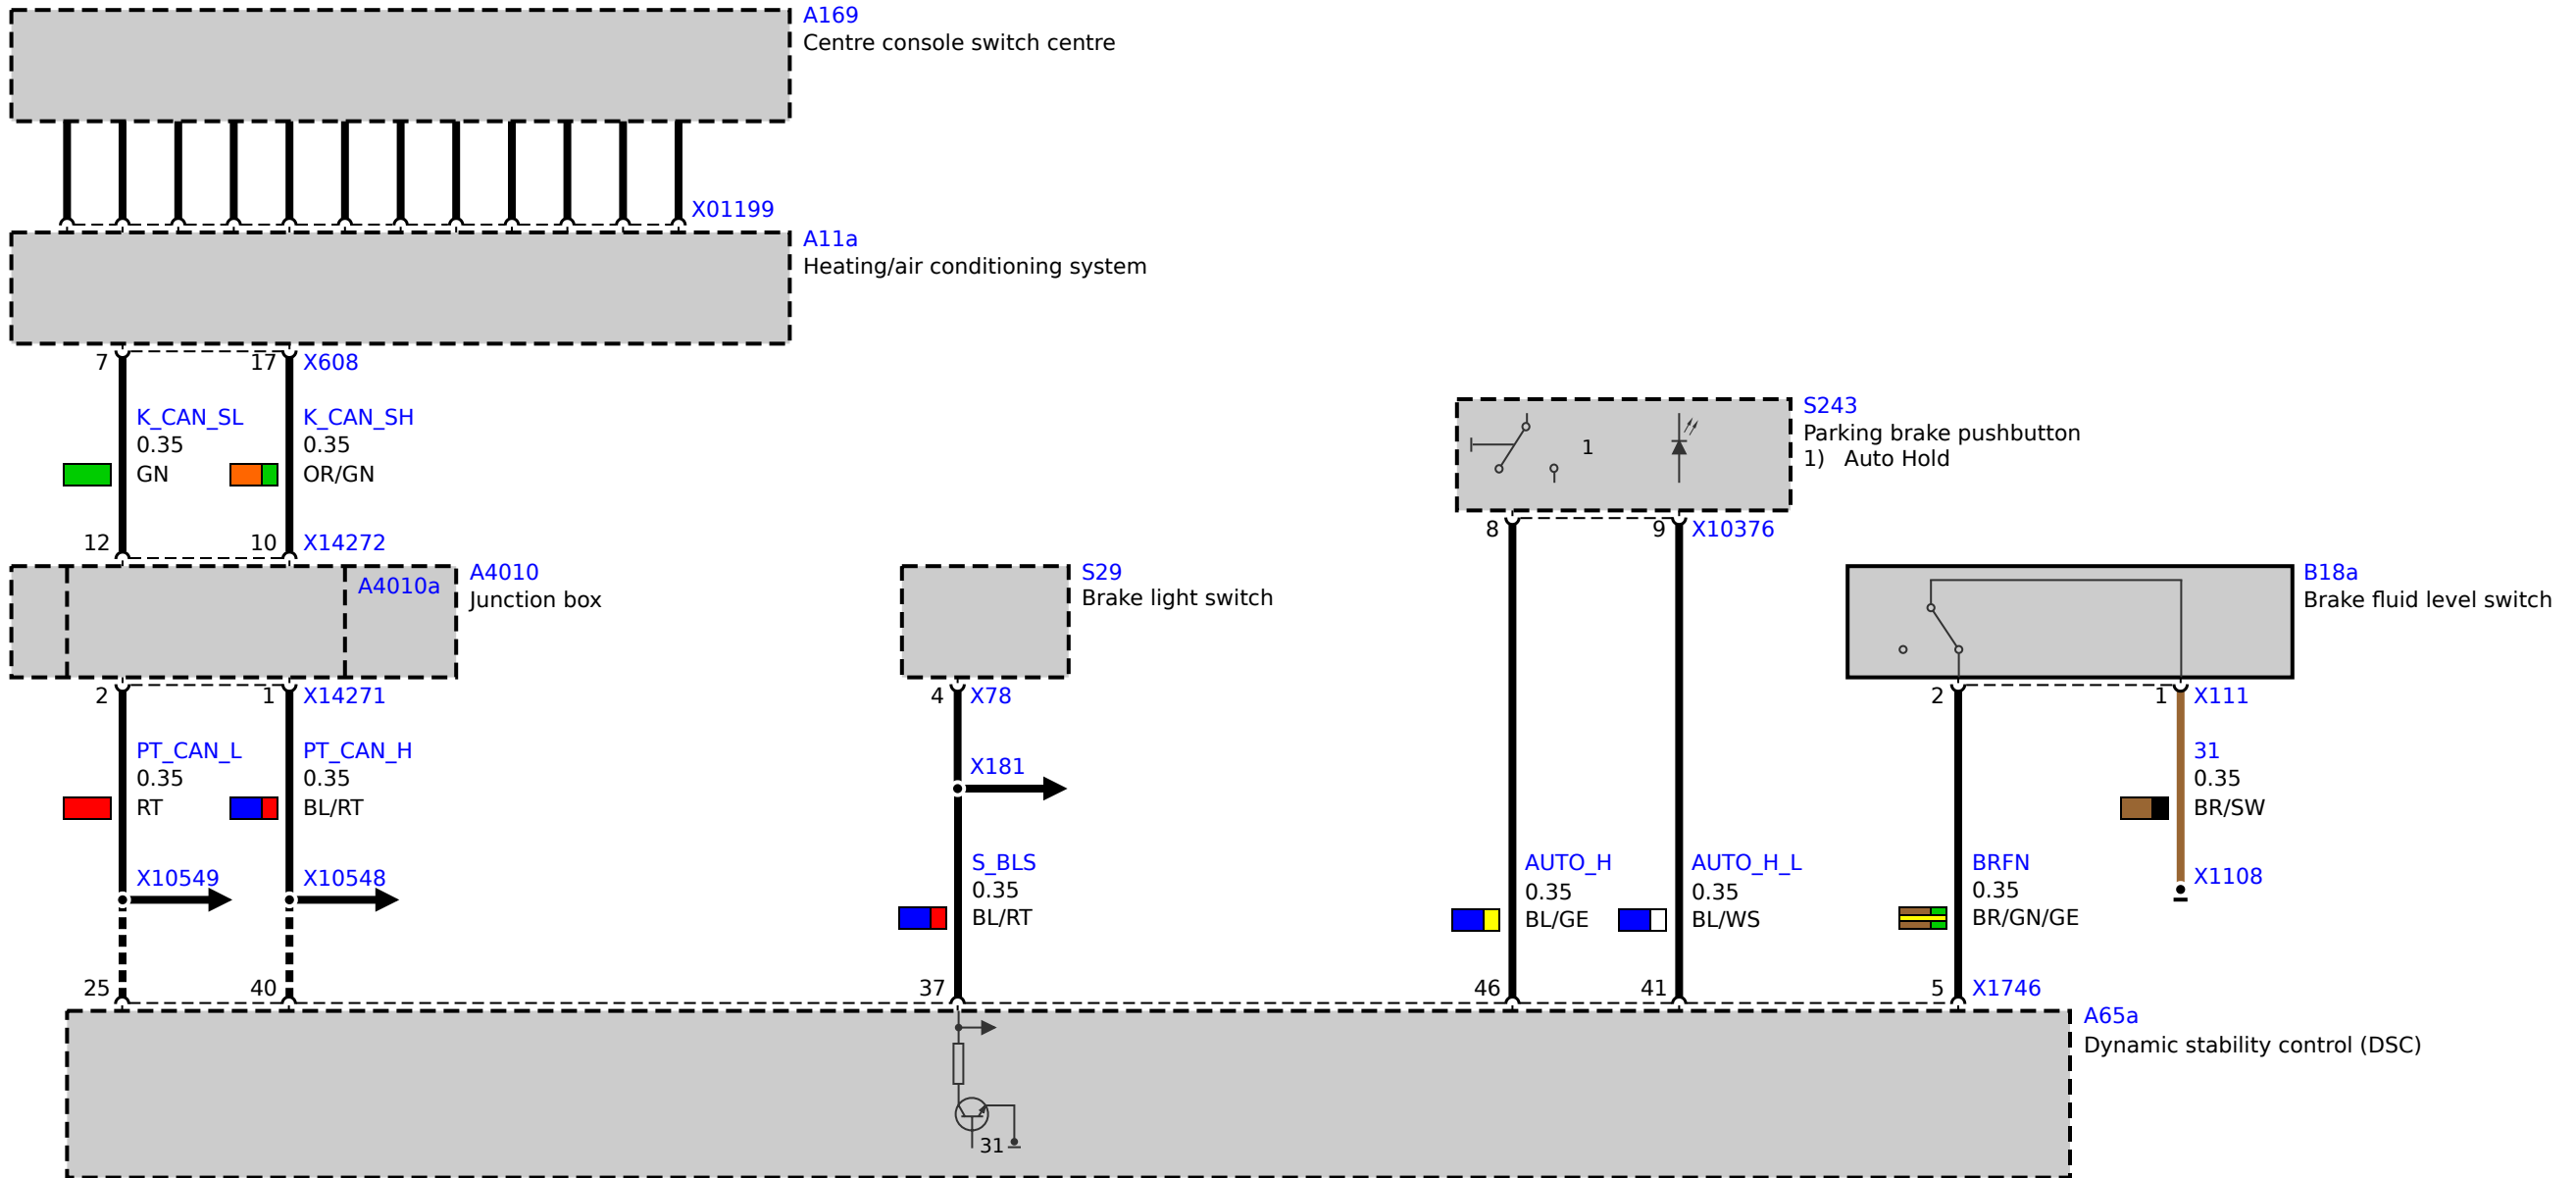 A169
Centre console switch centre
X01199
A11a
Heating/air conditioning system
7
17
X608
K_CAN_SL
0.35
GN
K_CAN_SH
0.35
OR/GN
12
10
X14272
A4010a
A4010
Junction box
2
1
X14271
PT_CAN_L
0.35
RT
PT_CAN_H
0.35
BL/RT
X10549
X10548
25
40
S29
Brake light switch
4
X78
X181
S_BLS
0.35
BL/RT
37
1
S243
Parking brake pushbutton
1) Auto Hold
8
9
X10376
AUTO_H
0.35
BL/GE
AUTO_H_L
0.35
BL/WS
46
41
B18a
Brake fluid level switch
2
1
X111
31
0.35
BR/SW
X1108
BRFN
0.35
BR/GN/GE
5
X1746
A65a
Dynamic stability control (DSC)
31